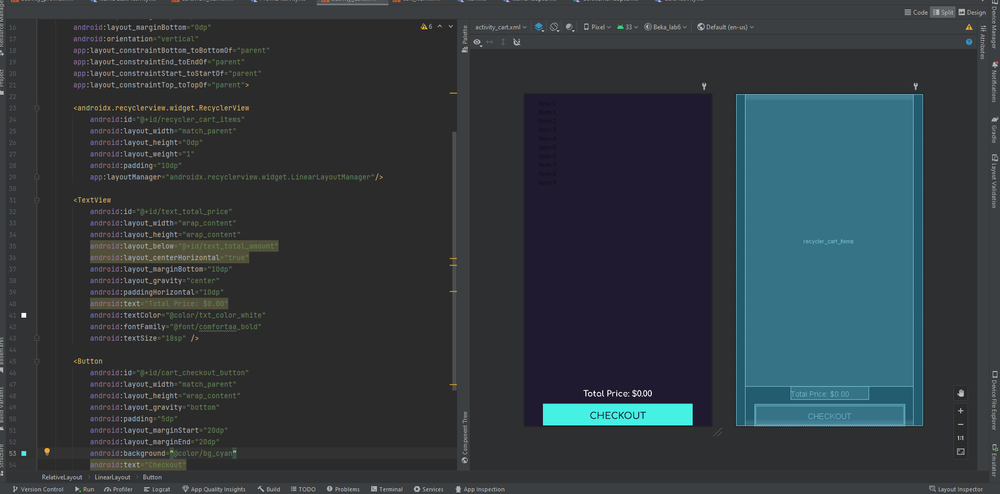 activity_cart.xml
Code Split Design
16 android:layout_marginBottom="0dp"
17 android:orientation="vertical"
18 app:layout_constraintBottom_toBottomOf="parent"
19 app:layout_constraintEnd_toEndOf="parent"
20 app:layout_constraintStart_toStartOf="parent"
21 app:layout_constraintTop_toTopOf="parent">
22
23 <androidx.recyclerview.widget.RecyclerView
24 android:id="@+id/recycler_cart_items"
25 android:layout_width="match_parent"
26 android:layout_height="0dp"
27 android:layout_weight="1"
28 android:padding="10dp"
29 app:layoutManager="androidx.recyclerview.widget.LinearLayoutManager"/>
30
31 <TextView
32 android:id="@+id/text_total_price"
33 android:layout_width="wrap_content"
34 android:layout_height="wrap_content"
35 android:layout_below="@+id/text_total_amount"
36 android:layout_centerHorizontal="true"
37 android:layout_marginBottom="10dp"
38 android:layout_gravity="center"
39 android:paddingHorizontal="10dp"
40 android:text="Total Price: $0.00"
41 android:textColor="@color/txt_color_white"
42 android:fontFamily="@font/comfortaa_bold"
43 android:textSize="18sp" />
44
45 <Button
46 android:id="@+id/cart_checkout_button"
47 android:layout_width="match_parent"
48 android:layout_height="wrap_content"
49 android:layout_gravity="bottom"
50 android:padding="5dp"
51 android:layout_marginStart="20dp"
52 android:layout_marginEnd="20dp"
53 android:background="@color/bg_cyan"
54 android:text="Checkout"
6
RelativeLayout LinearLayout Button
Palette
Component Tree
activity_cart.xml Pixel 33 Beka_lab6 Default (en-us)
Item 0
Item 1
Item 2
Item 3
Item 4
Item 5
Item 6
Item 7
Item 8
Item 9
Total Price: $0.00
CHECKOUT
recycler_cart_items
Total Price: $0.00
CHECKOUT
1:1
Attributes
Device Manager
Notifications
Gradle
Layout Validation
Device File Explorer
Emulator
Resource Manager
Project
Bookmarks
Build Variants
Structure
Version Control Run Profiler Logcat App Quality Insights Build TODO Problems Terminal Services App Inspection Layout Inspector